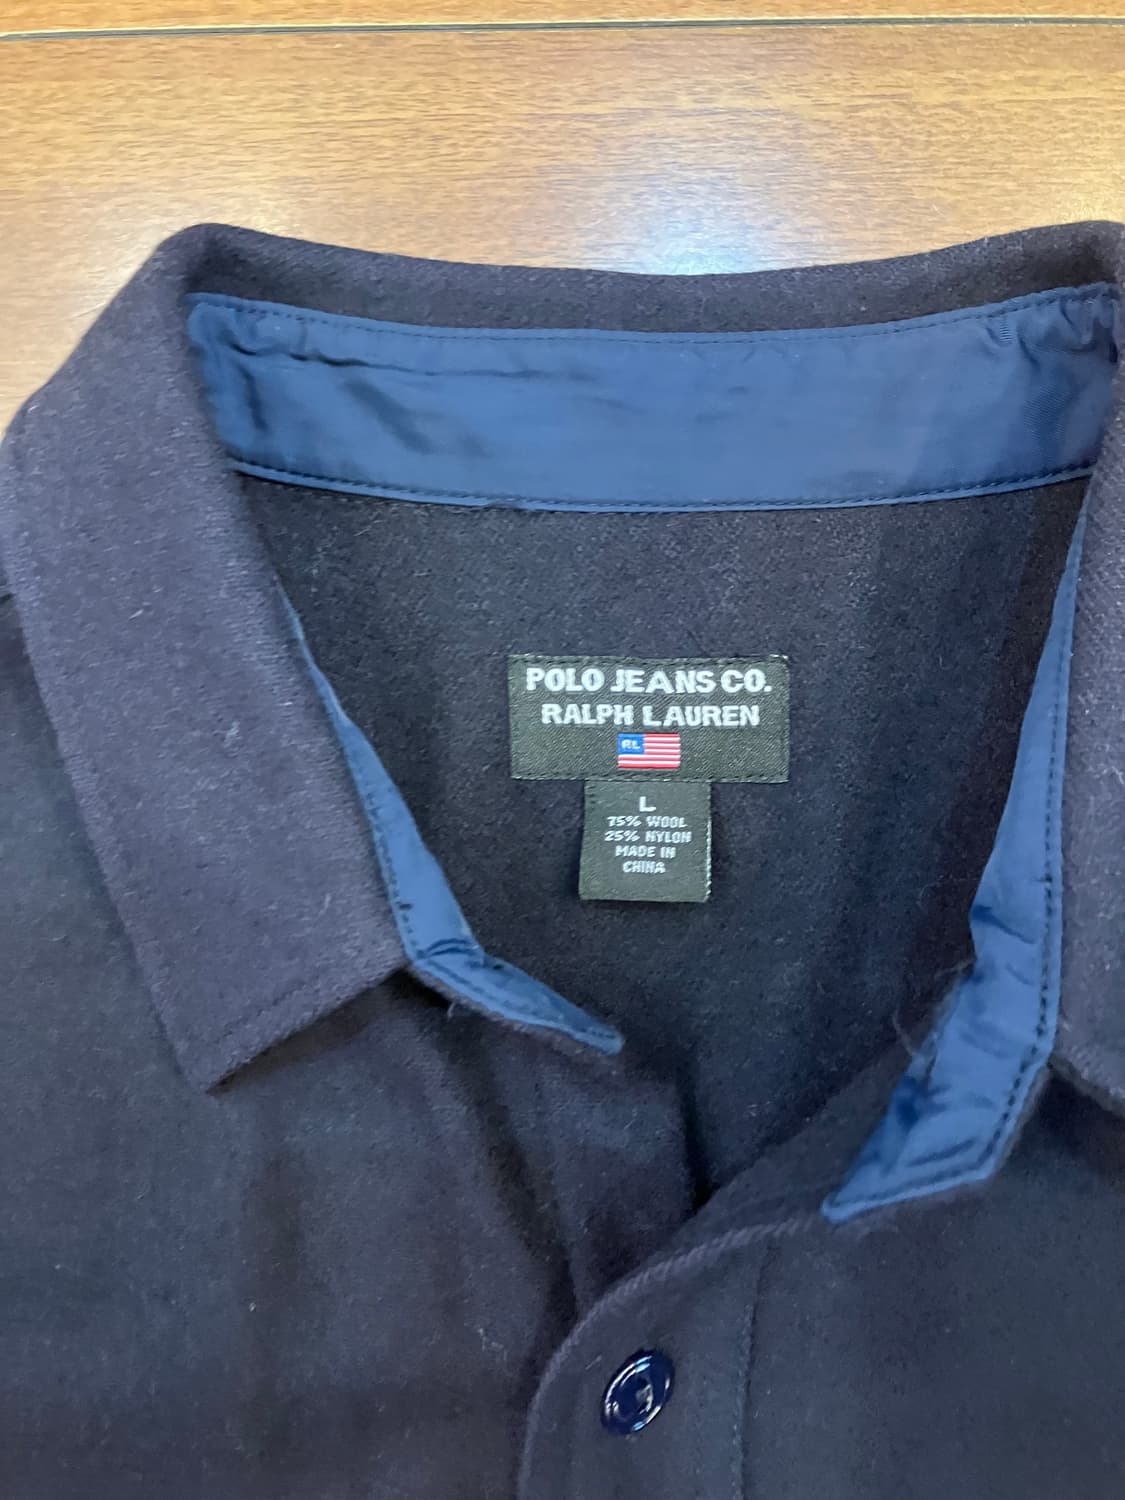 POLO JEANS CO.
RALPH LAUREN
RL
L
75% WOOL
25% NYLON
MADE IN
CHINA